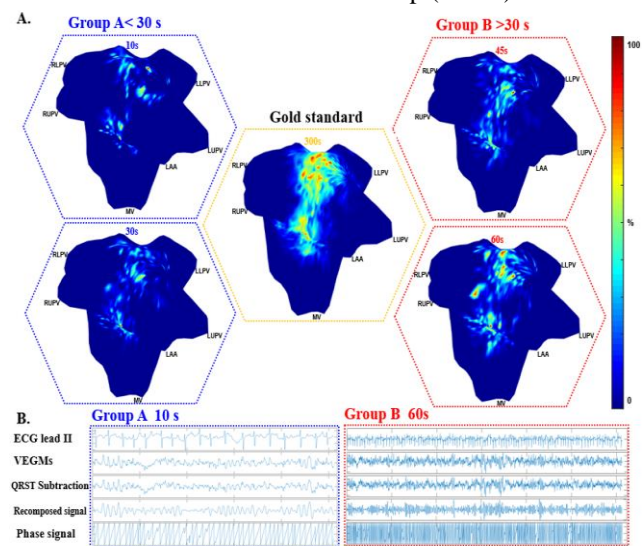 A.
Group A< 30 s
Group B >30 s
10s
RLPV
LLPV
RUPV
LUPV
LAA
MV
45s
RLPV
LLPV
RUPV
LUPV
LAA
MV
Gold standard
300s
RLPV
LLPV
RUPV
LUPV
LAA
MV
30s
RLPV
LLPV
RUPV
LUPV
LAA
MV
60s
RLPV
LLPV
RUPV
LUPV
LAA
MV
100
%
0
B.
Group A 10 s
Group B 60s
ECG lead II
VEGMs
QRST Subtraction
Recomposed signal
Phase signal